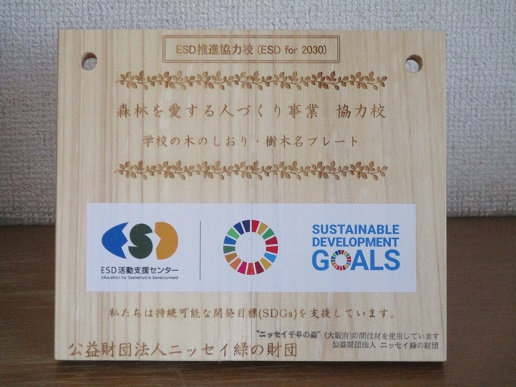 ESD推進協力校(ESD for 2030)
森林を愛する人づくり事業 協力校
学校の木のしおり・樹木名プレート
ESD
ESD活動支援センター
Education for Sustainable Development
SUSTAINABLE
DEVELOPMENT
GOALS
私たちは持続可能な開発目標(SDGs)を支援しています。
"ニッセイ千早の森"(大阪府)の間伐材を使用しています
公益財団法人 ニッセイ緑の財団
公益財団法人ニッセイ緑の財団